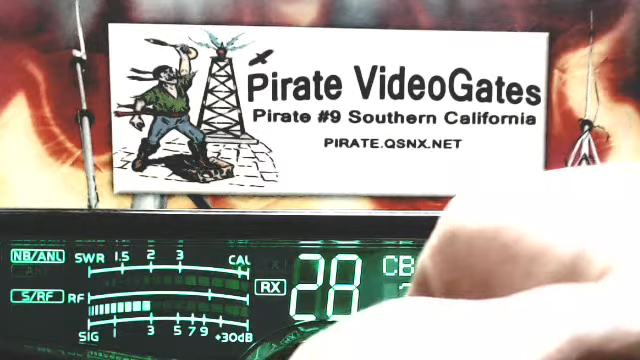 Pirate VideoGates
Pirate #9 Southern California
PIRATE.QSNX.NET
NB/ANL SWR 1.5 2 3 CAL
S/RF RF RX 28 CB
SIG 1 3 5 7 9 +30dB